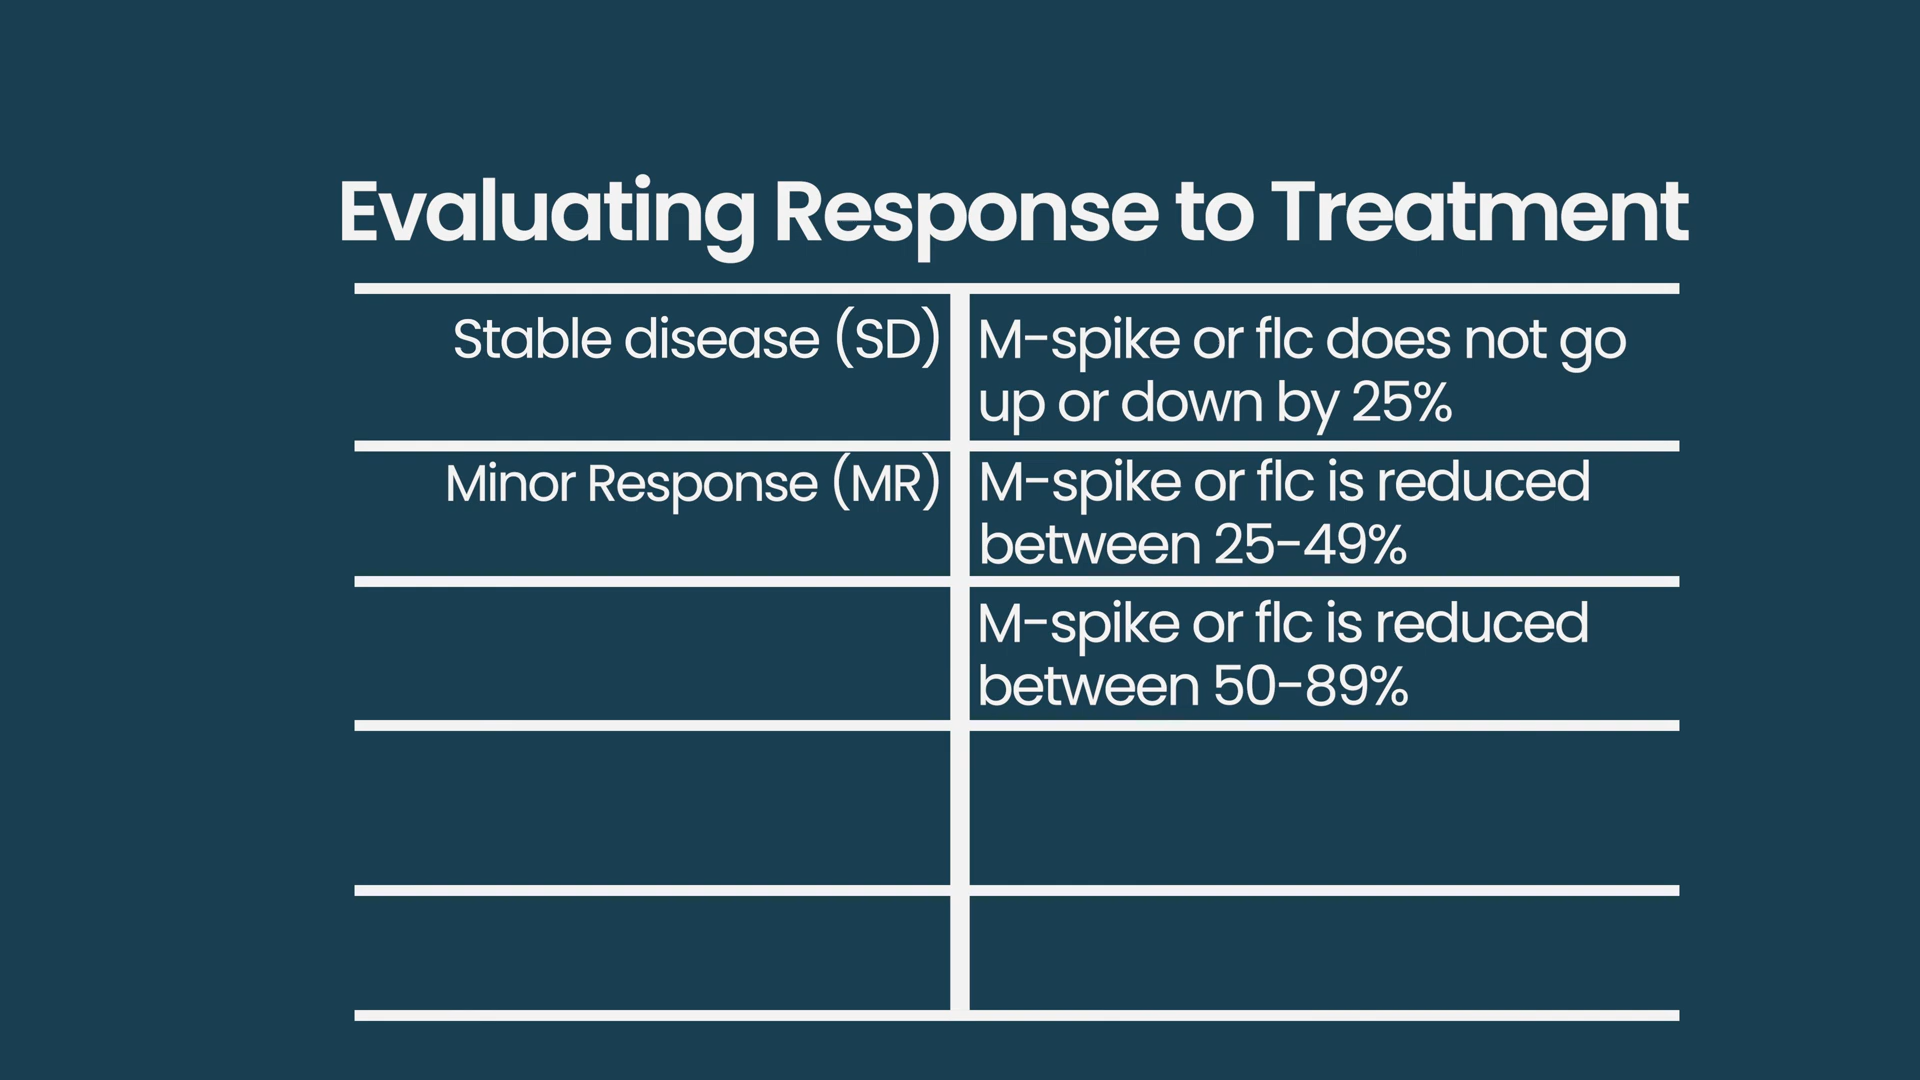 Evaluating Response to Treatment
Stable disease (SD)
M-spike or flc does not go
up or down by 25%
Minor Response (MR)
M-spike or flc is reduced
between 25-49%
M-spike or flc is reduced
between 50-89%